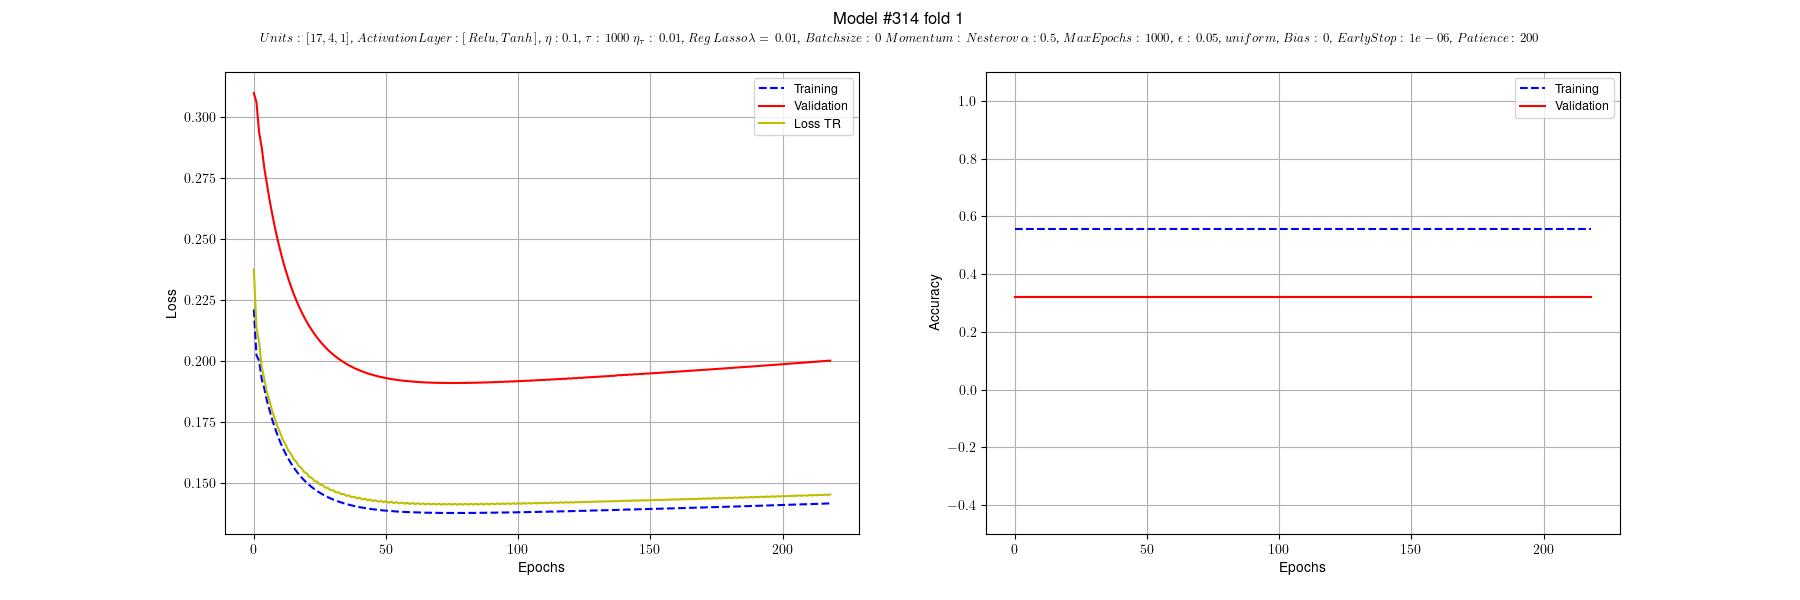 Model #314 fold 1
Units : [17, 4, 1], ActivationLayer : [ Relu, Tanh ], η : 0.1, τ : 1000 ητ : 0.01, Reg Lassoλ = 0.01, Batchsize : 0 Momentum : Nesterov α : 0.5, MaxEpochs : 1000, ϵ : 0.05, uniform, Bias : 0, EarlyStop : 1e − 06, Patience : 200
Training
Validation
Loss TR
0.300
0.275
0.250
0.225
0.200
0.175
0.150
Loss
0 50 100 150 200
Epochs
Training
Validation
1.0
0.8
0.6
0.4
0.2
0.0
−0.2
−0.4
Accuracy
0 50 100 150 200
Epochs